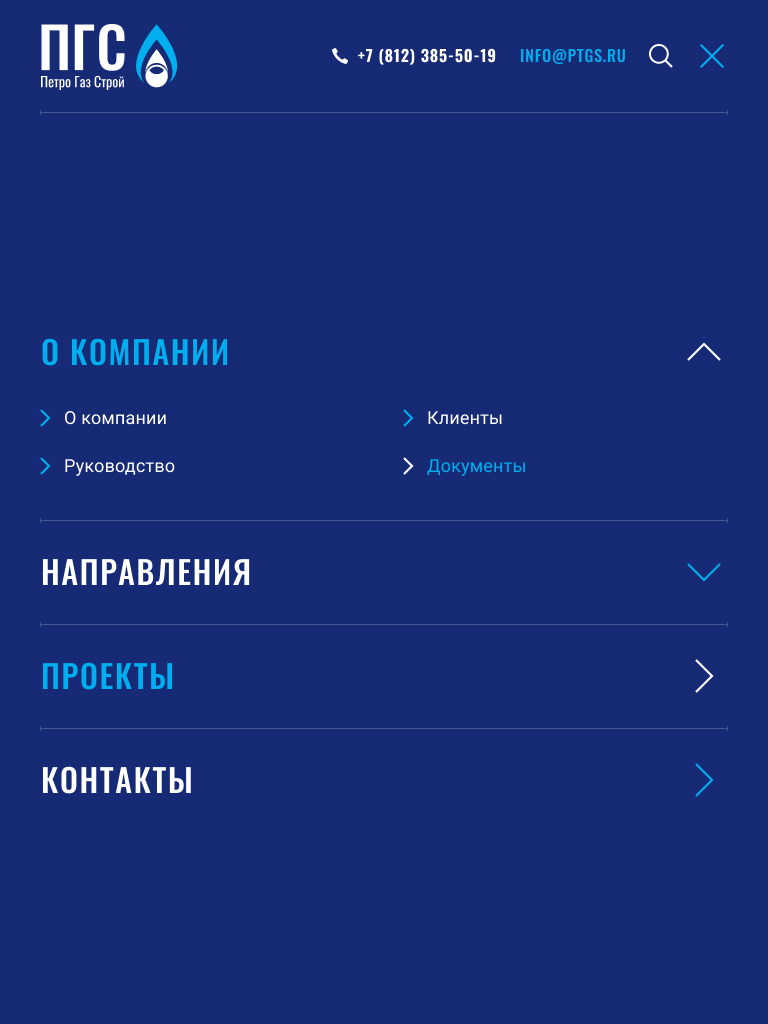 ПГС
Петро Газ Строй
+7 (812) 385-50-19 INFO@PTGS.RU
О КОМПАНИИ
О компании Клиенты
Руководство Документы
НАПРАВЛЕНИЯ
ПРОЕКТЫ
КОНТАКТЫ